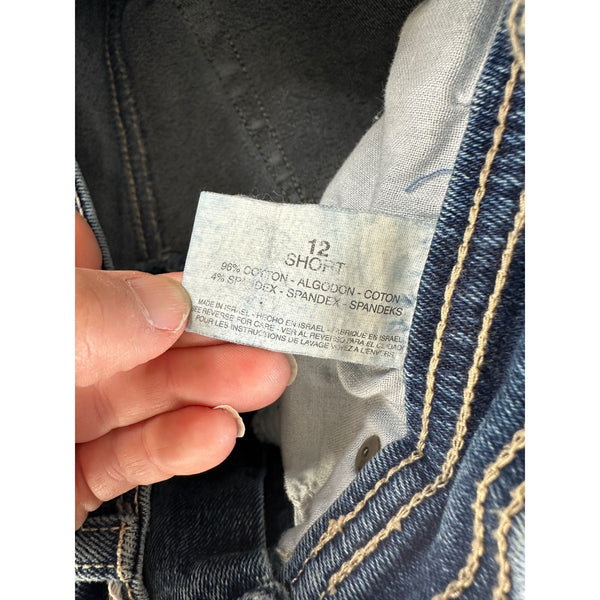 12
SHORT
96% COTTON - ALGODON - COTON
4% SPANDEX - SPANDEX - SPANDEKS
MADE IN ISRAEL - HECHO EN ISRAEL - FABRIQUE EN ISRAEL
SEE REVERSE FOR CARE - VER AL REVERSO PARA EL CUIDADO
POUR LES INSTRUCTIONS DE LAVAGE VOYEZ A L'ENVERS